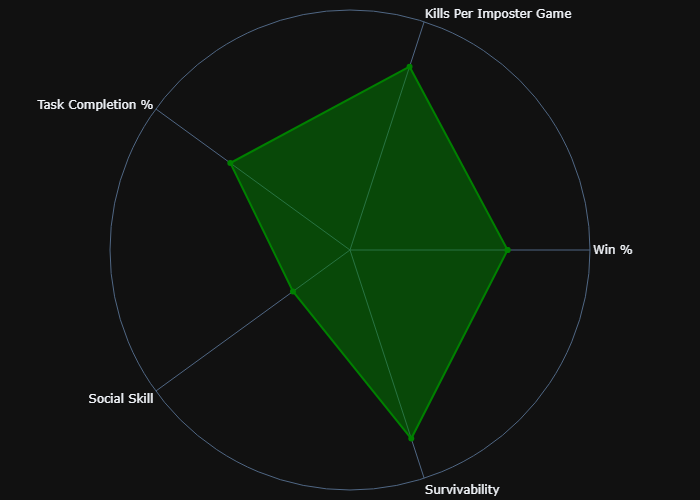 Kills Per Imposter Game
Task Completion %
Win %
Social Skill
Survivability